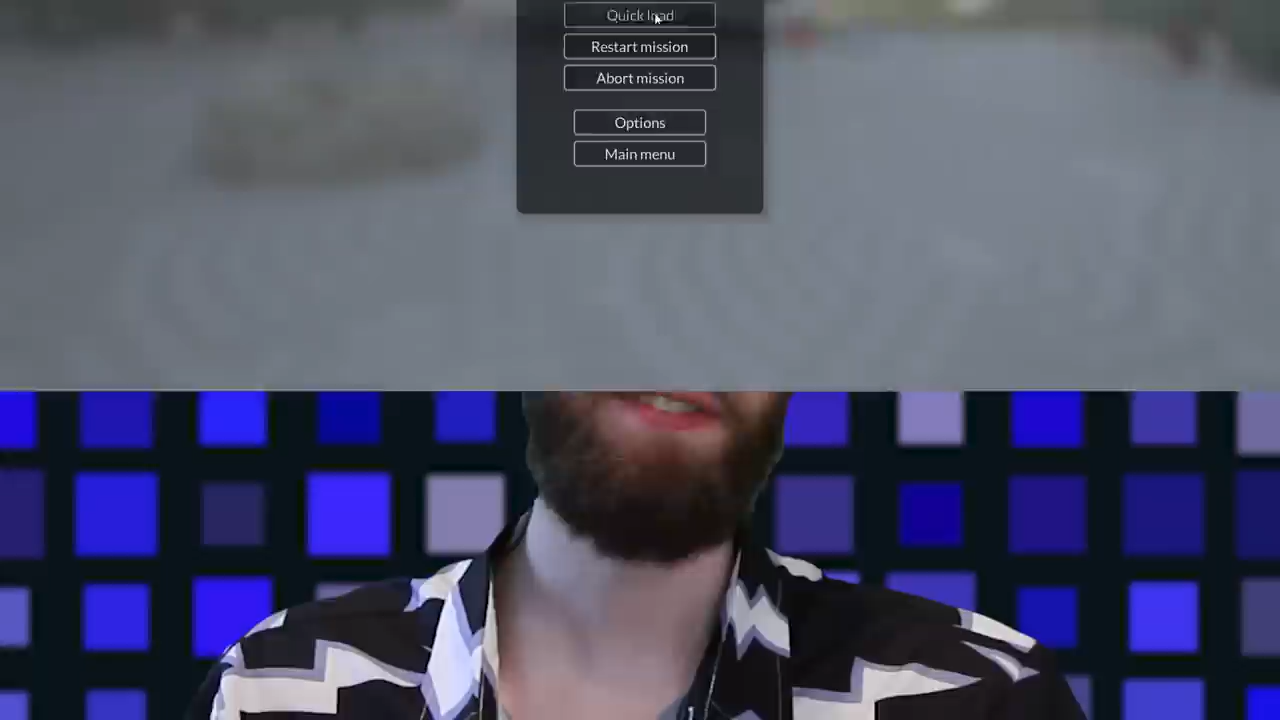 Quick load
Restart mission
Abort mission
Options
Main menu